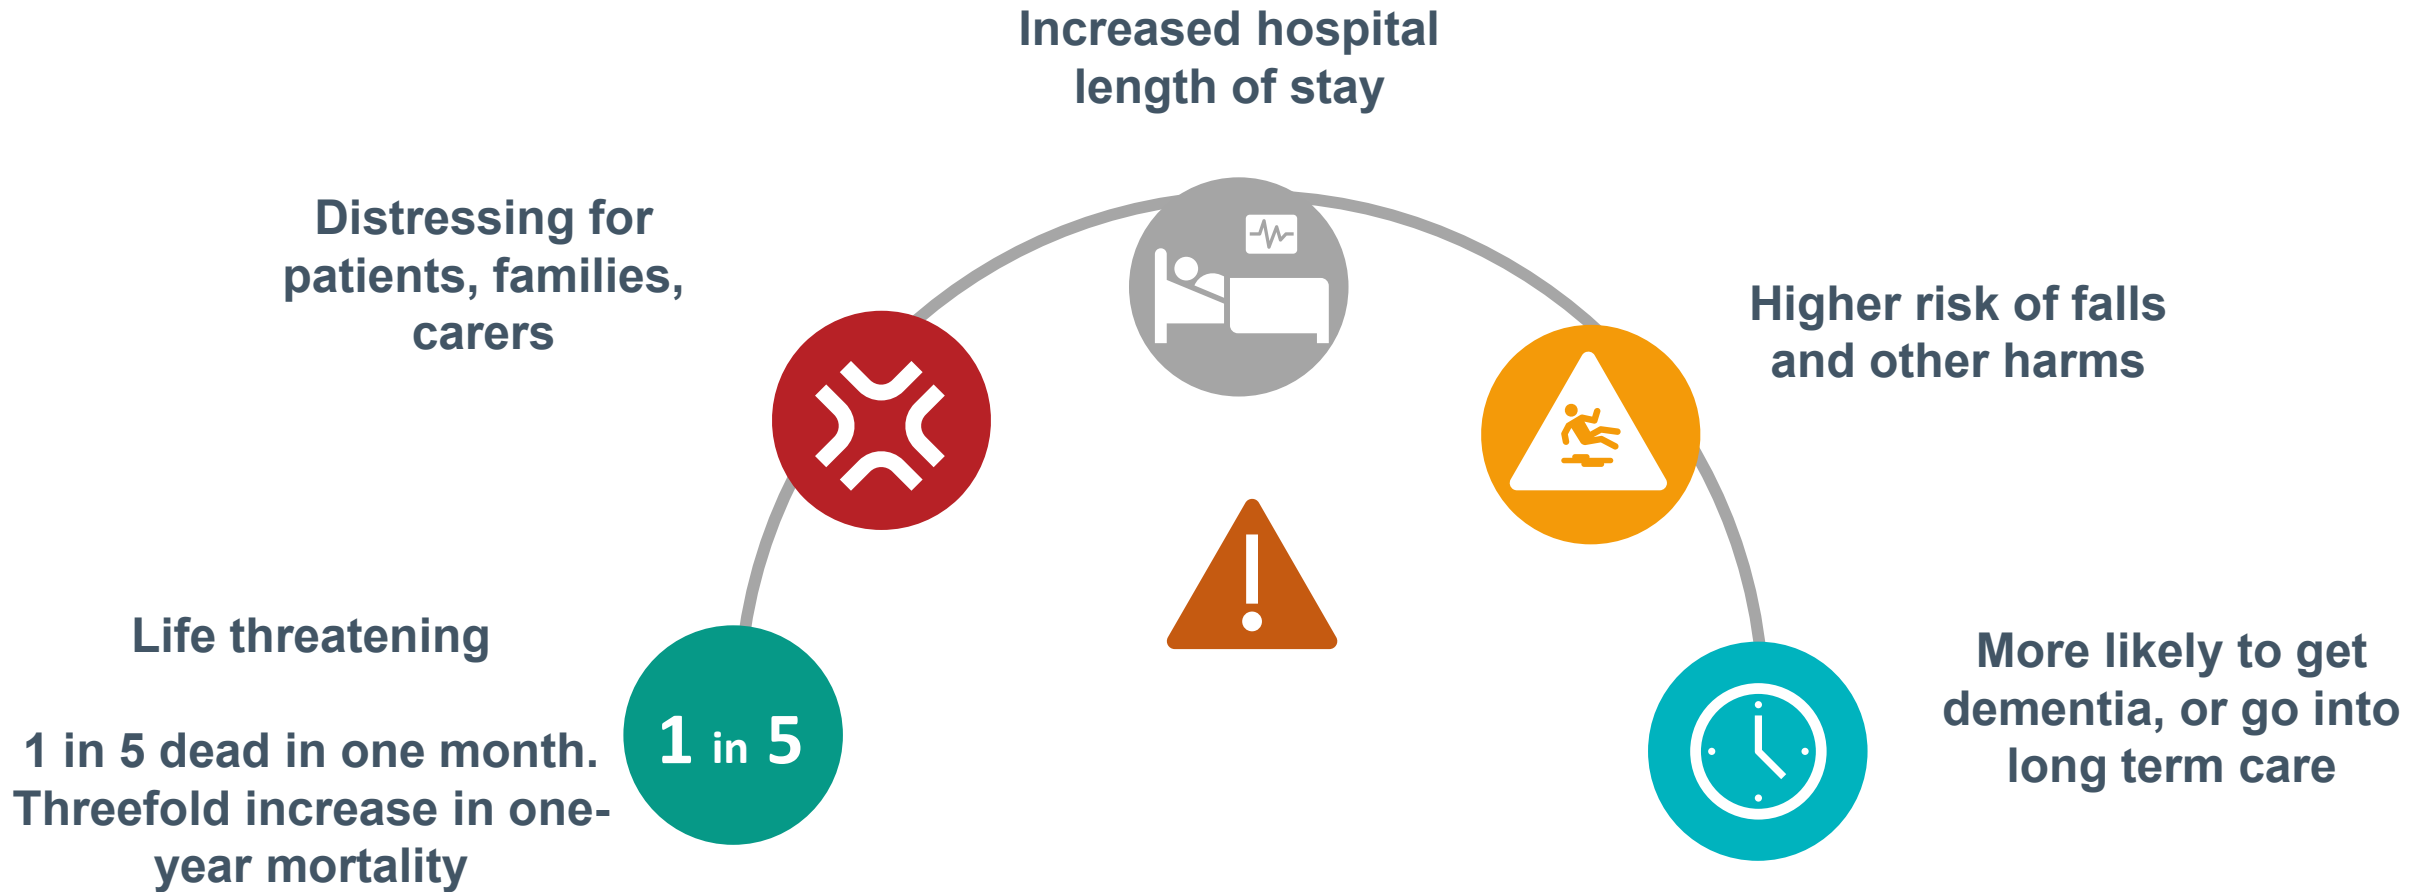 Increased hospital
length of stay
Distressing for
patients, families,
carers
Higher risk of falls
and other harms
Life threatening
1 in 5 dead in one month.
Threefold increase in one-
year mortality
1 in 5
More likely to get
dementia, or go into
long term care